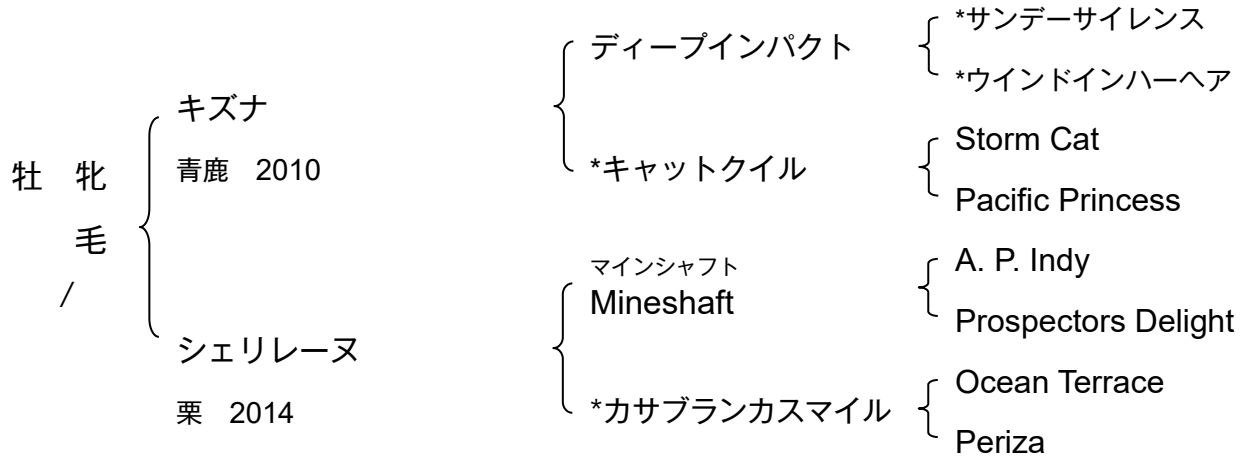 牡　牝
毛
/
キズナ
青鹿　2010
シェリレーヌ
栗　2014
ディープインパクト
*キャットクイル
マインシャフト
Mineshaft
*カサブランカスマイル
*サンデーサイレンス
*ウインドインハーヘア
Storm Cat
Pacific Princess
A. P. Indy
Prospectors Delight
Ocean Terrace
Periza